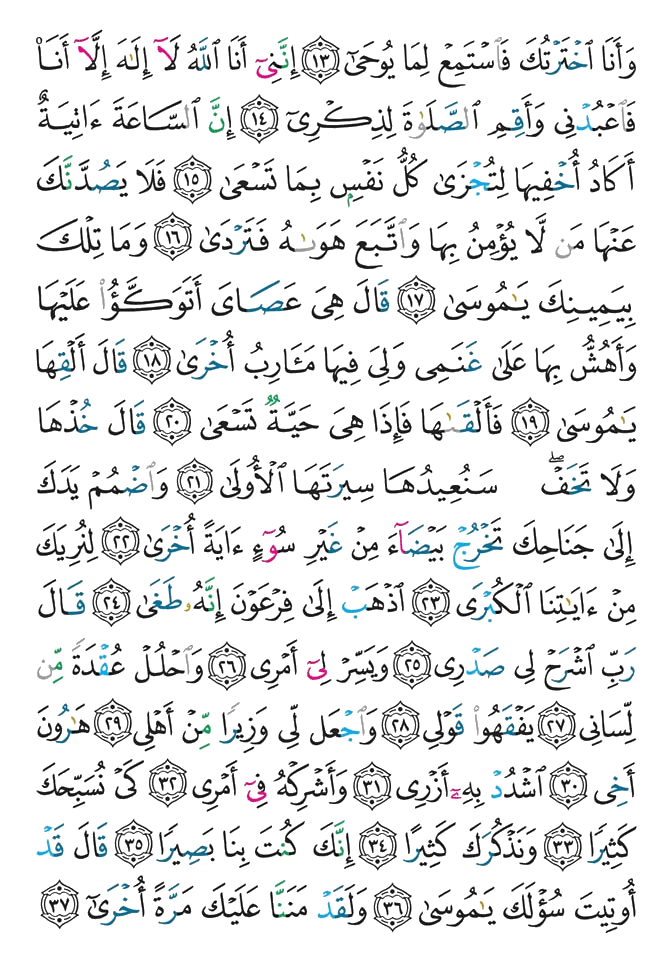 وَأَنَا ٱخۡتَرۡتُكَ فَٱسۡتَمِعۡ لِمَا يُوحَىٰٓ ١٣ إِنَّنِيٓ أَنَا ٱللَّهُ لَآ إِلَٰهَ إِلَّآ أَنَا۠
فَٱعۡبُدۡنِي وَأَقِمِ ٱلصَّلَوٰةَ لِذِكۡرِيٓ ١٤ إِنَّ ٱلسَّاعَةَ ءَاتِيَةٌ
أَكَادُ أُخۡفِيهَا لِتُجۡزَىٰ كُلُّ نَفۡسِۭ بِمَا تَسۡعَىٰ ١٥ فَلَا يَصُدَّنَّكَ
عَنۡهَا مَن لَّا يُؤۡمِنُ بِهَا وَٱتَّبَعَ هَوَىٰهُ فَتَرۡدَىٰ ١٦ وَمَا تِلۡكَ
بِيَمِينِكَ يَٰمُوسَىٰ ١٧ قَالَ هِيَ عَصَايَ أَتَوَكَّؤُاْ عَلَيۡهَا
وَأَهُشُّ بِهَا عَلَىٰ غَنَمِي وَلِيَ فِيهَا مَـَٔارِبُ أُخۡرَىٰ ١٨ قَالَ أَلۡقِهَا
يَٰمُوسَىٰ ١٩ فَأَلۡقَىٰهَا فَإِذَا هِيَ حَيَّةٞ تَسۡعَىٰ ٢٠ قَالَ خُذۡهَا
وَلَا تَخَفۡۖ سَنُعِيدُهَا سِيرَتَهَا ٱلۡأُولَىٰ ٢١ وَٱضۡمُمۡ يَدَكَ
إِلَىٰ جَنَاحِكَ تَخۡرُجۡ بَيۡضَآءَ مِنۡ غَيۡرِ سُوٓءٍ ءَايَةً أُخۡرَىٰ ٢٢ لِنُرِيَكَ
مِنۡ ءَايَٰتِنَا ٱلۡكُبۡرَى ٢٣ ٱذۡهَبۡ إِلَىٰ فِرۡعَوۡنَ إِنَّهُۥ طَغَىٰ ٢٤ قَالَ
رَبِّ ٱشۡرَحۡ لِي صَدۡرِي ٢٥ وَيَسِّرۡ لِيٓ أَمۡرِي ٢٦ وَٱحۡلُلۡ عُقۡدَةٗ مِّن
لِّسَانِي ٢٧ يَفۡقَهُواْ قَوۡلِي ٢٨ وَٱجۡعَل لِّي وَزِيرٗا مِّنۡ أَهۡلِي ٢٩ هَٰرُونَ
أَخِي ٣٠ ٱشۡدُدۡ بِهِۦٓ أَزۡرِي ٣١ وَأَشۡرِكۡهُ فِيٓ أَمۡرِي ٣٢ كَيۡ نُسَبِّحَكَ
كَثِيرٗا ٣٣ وَنَذۡكُرَكَ كَثِيرًا ٣٤ إِنَّكَ كُنتَ بِنَا بَصِيرٗا ٣٥ قَالَ قَدۡ
أُوتِيتَ سُؤۡلَكَ يَٰمُوسَىٰ ٣٦ وَلَقَدۡ مَنَنَّا عَلَيۡكَ مَرَّةً أُخۡرَىٰٓ ٣٧